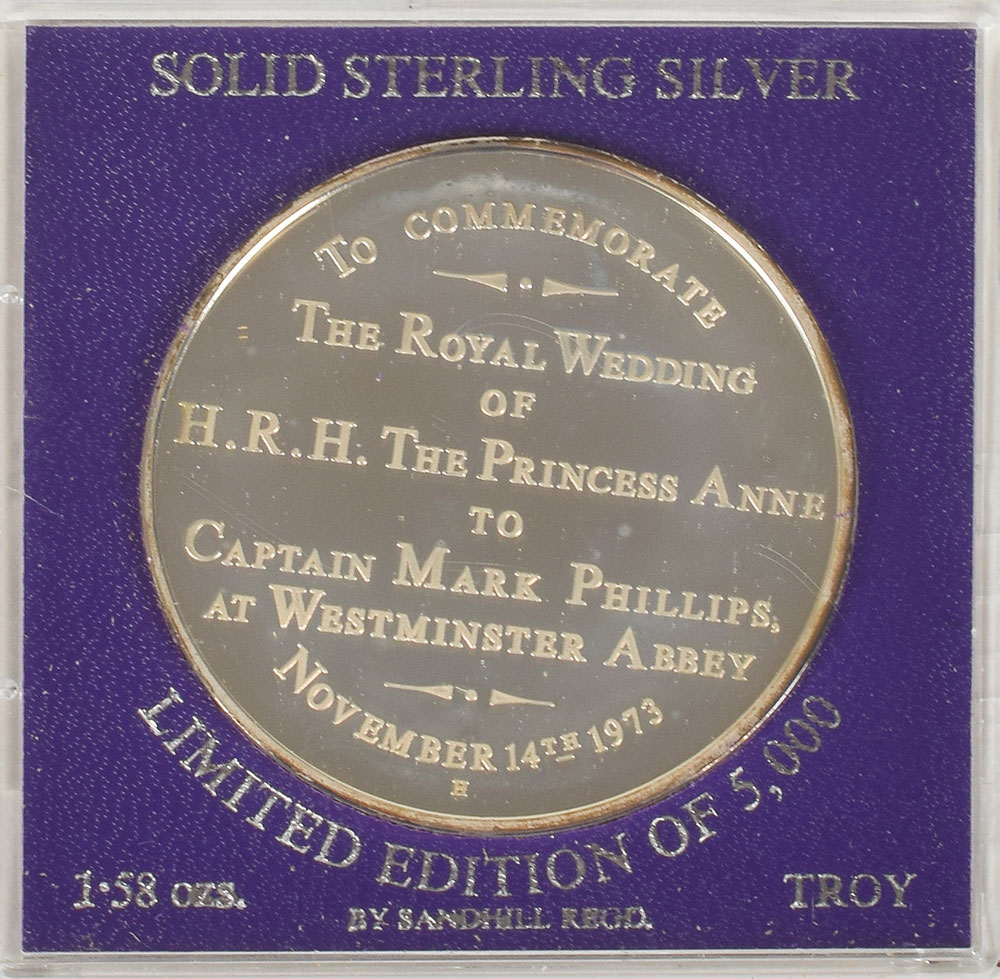 SOLID STERLING SILVER
TO COMMEMORATE
THE ROYAL WEDDING
OF
H.R.H. THE PRINCESS ANNE
TO
CAPTAIN MARK PHILLIPS,
AT WESTMINSTER ABBEY
NOVEMBER 14TH 1973
H
LIMITED EDITION OF 5,000
1·58 ozs. TROY
BY SANDHILL REGD.